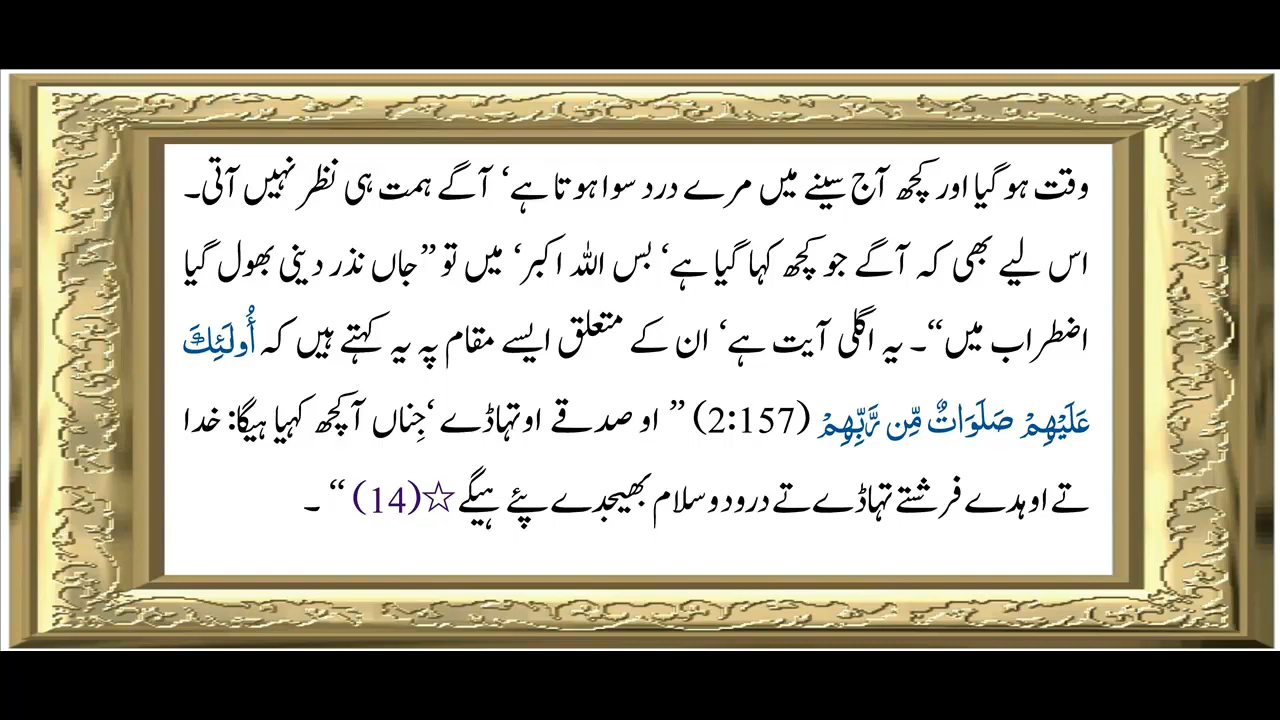 وقت ہو گیا اور کچھ آج سینے میں مرے درد سوا ہوتا ہے‘ آگے ہمت ہی نظر نہیں آتی۔
اس لیے بھی کہ آگے جو کچھ کہا گیا ہے‘ بس اللہ اکبر‘ میں تو ”جاں نذر دینی بھول گیا
اضطراب میں“۔ یہ اگلی آیت ہے‘ ان کے متعلق ایسے مقام پہ یہ کہتے ہیں کہ أُولَـٰئِكَ
عَلَيْهِمْ صَلَوَاتٌ مِّن رَّبِّهِمْ (2:157) ” او صدقے اوتہاڈے ‘جِناں آ کچھ کہیا ہیگا: خدا
تے اوہدے فرشتے تہاڈے تے درود و سلام بھیجدے پئے ہیگے☆(14) “ ۔